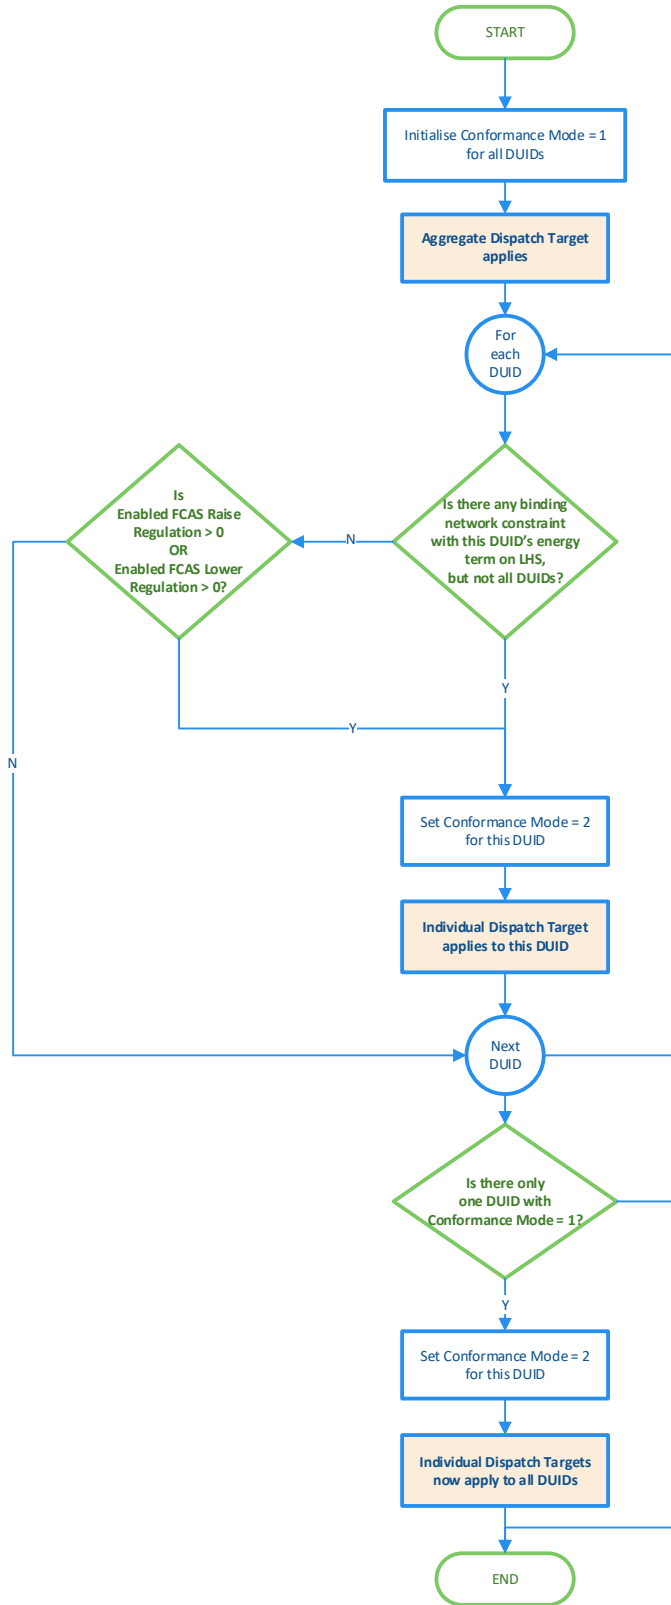 START
Initialise Conformance Mode = 1
for all DUIDs
Aggregate Dispatch Target
applies
For
each
DUID
Is there any binding
network constraint
with this DUID's energy
term on LHS,
but not all DUIDs?
N
Is
Enabled FCAS Raise
Regulation > 0
OR
Enabled FCAS Lower
Regulation > 0?
Y
Y
N
Set Conformance Mode = 2
for this DUID
Individual Dispatch Target
applies to this DUID
Next
DUID
Is there only
one DUID with
Conformance Mode = 1?
Y
Set Conformance Mode = 2
for this DUID
Individual Dispatch Targets
now apply to all DUIDs
END